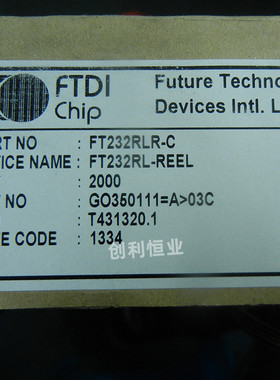 FTDI
Chip
Future Techno
Devices Intl. L
RT NO : FT232RLR-C
ICE NAME : FT232RL-REEL
: 2000
NO : GO350111=A>03C
: T431320.1
E CODE : 1334
创利恒业